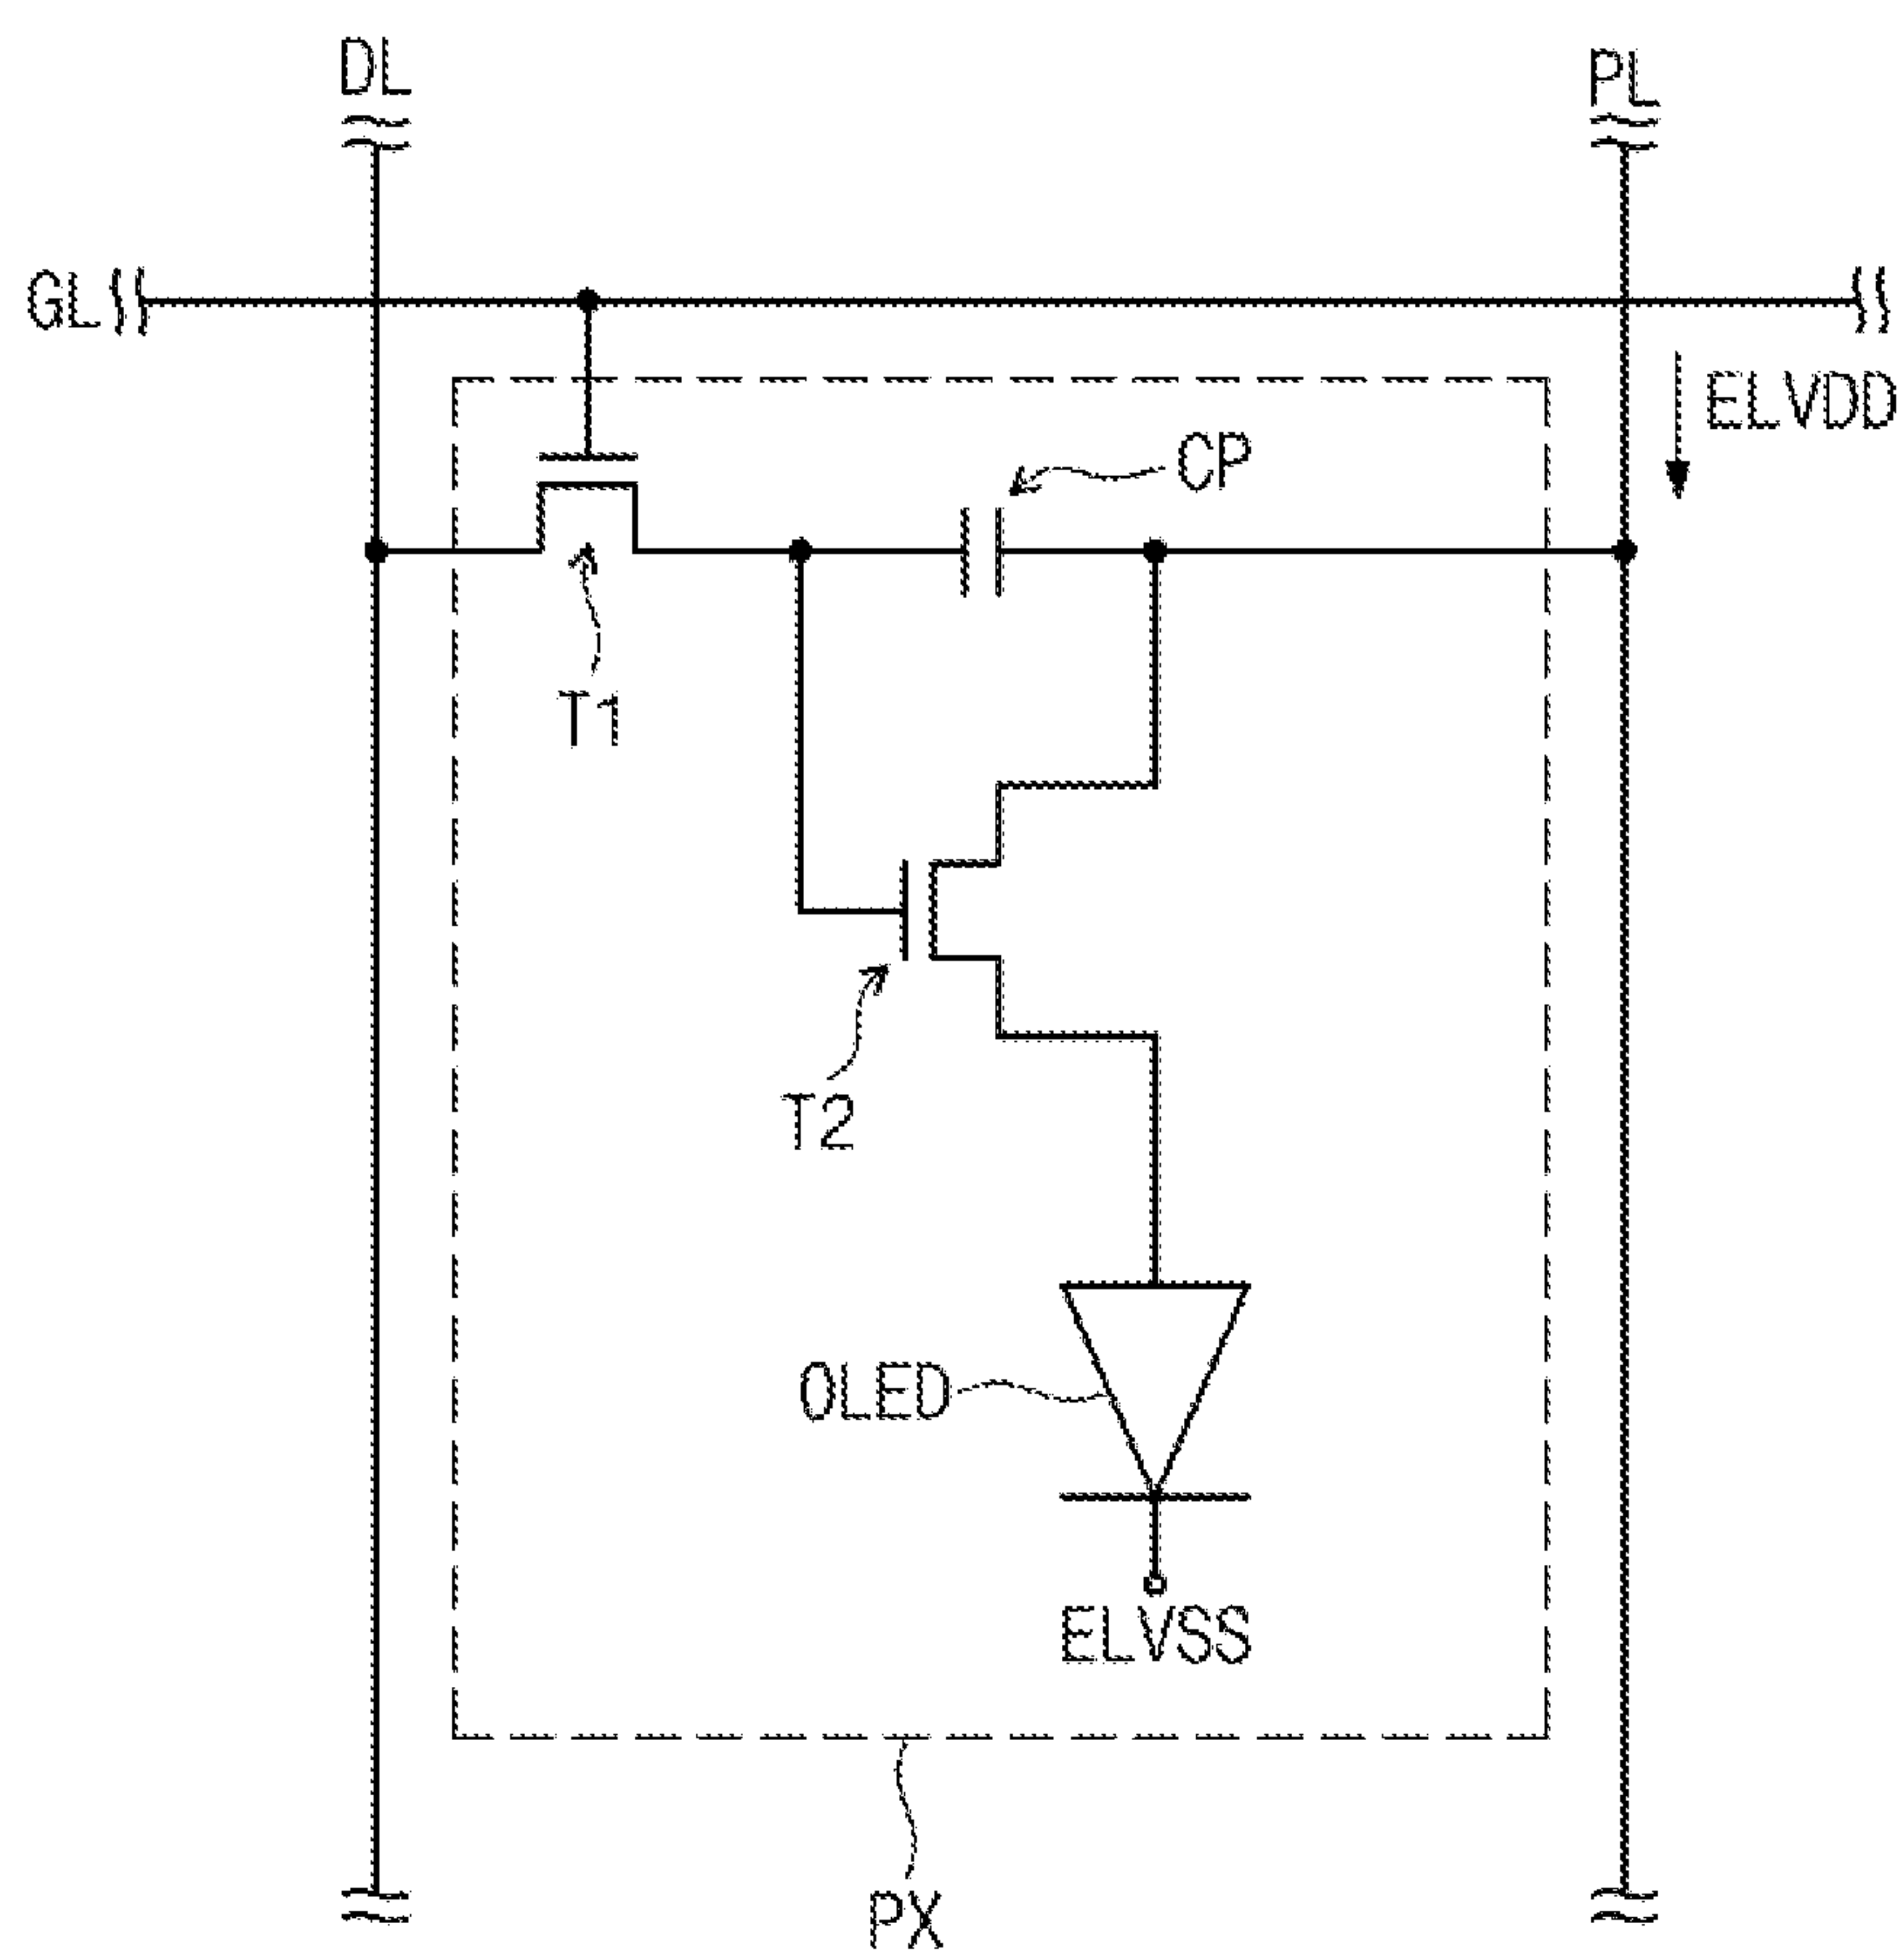 DL
PL
GL
ELVDD
CP
T1
T2
OLED
ELVSS
PX